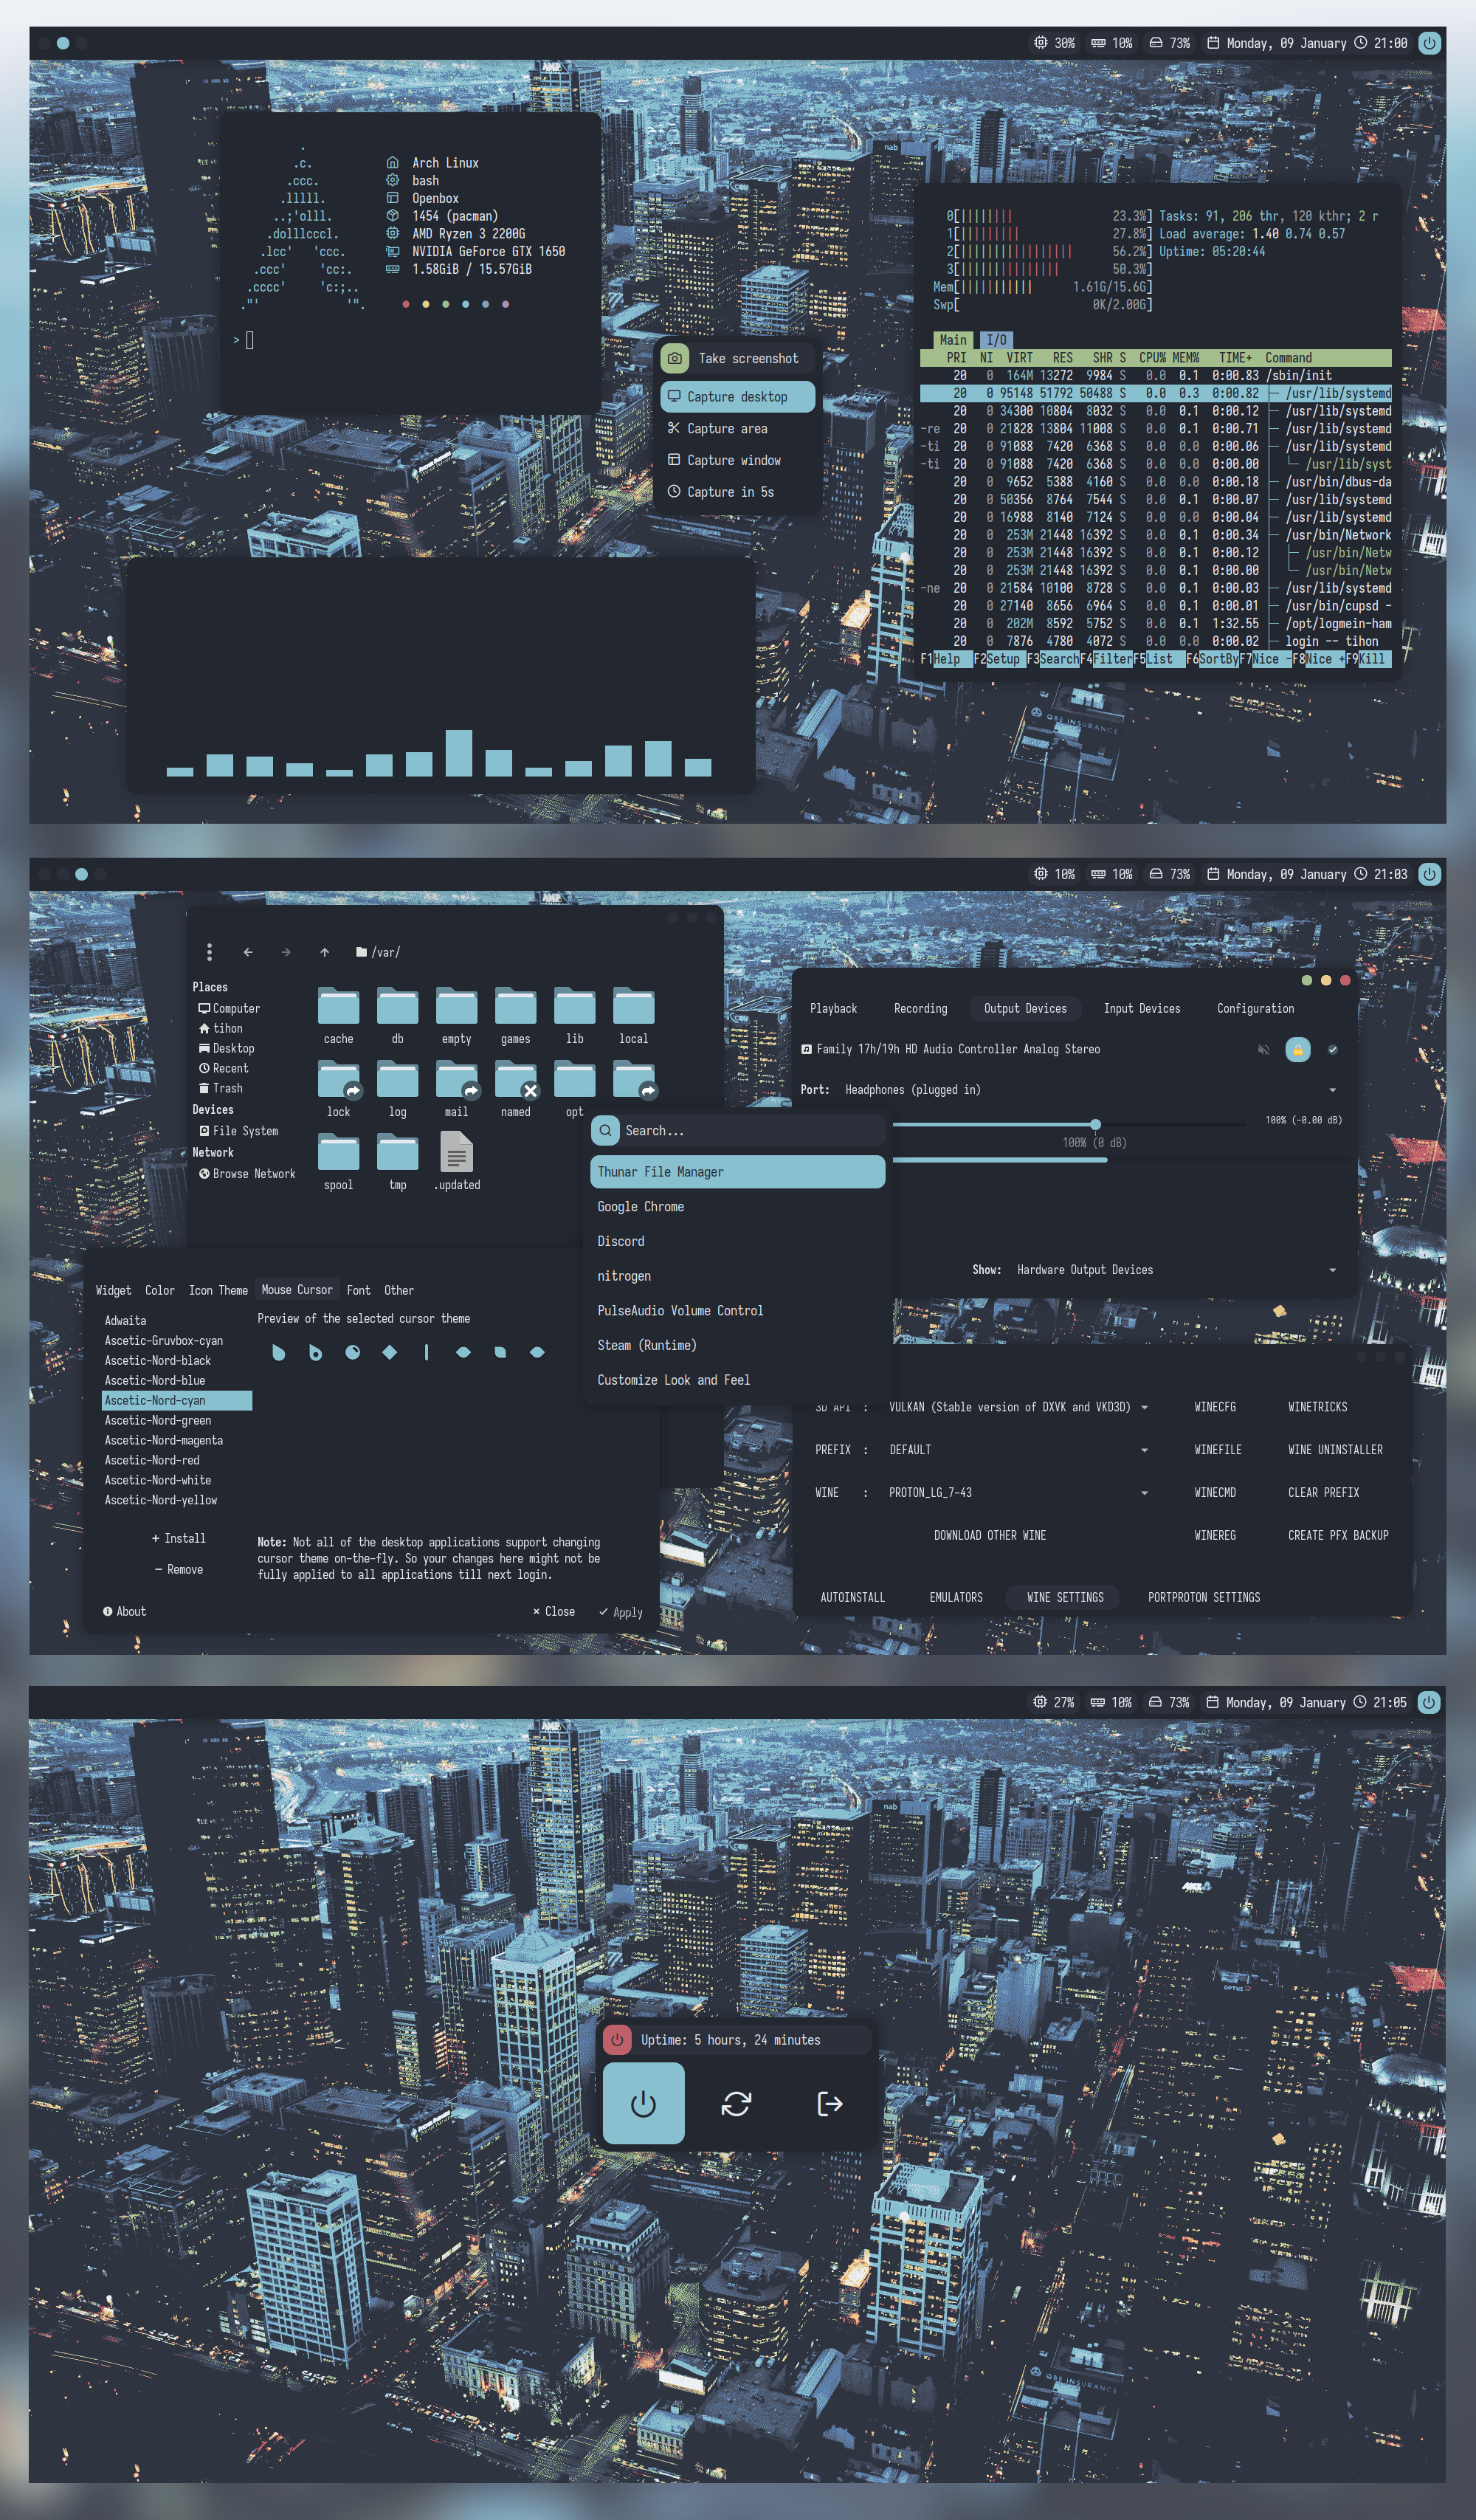 30% 10% 73% Monday, 09 January 21:00
AMP
nab
.
.c.
.ccc.
.lllll.
..;'olll.
.dolllcccl.
.lcc' 'ccc.
.ccc' 'cc:.
.cccc' 'c:;..
."' '".
Arch Linux
bash
Openbox
1454 (pacman)
AMD Ryzen 3 2200G
NVIDIA GeForce GTX 1650
1.58GiB / 15.57GiB
>
Take screenshot
Capture desktop
Capture area
Capture window
Capture in 5s
0[|||||||| 23.3%] Tasks: 91, 206 thr, 120 kthr; 2 r
1[||||||||| 27.8%] Load average: 1.40 0.74 0.57
2[||||||||||||||||| 56.2%] Uptime: 05:20:44
3[||||||||||||||| 50.3%]
Mem[||||||||||| 1.61G/15.6G]
Swp[ 0K/2.00G]
Main I/O
PRI NI VIRT RES SHR S CPU% MEM% TIME+ Command
20 0 164M 13272 9984 S 0.0 0.1 0:00.83 /sbin/init
20 0 95148 51792 50488 S 0.0 0.3 0:00.82 ├─ /usr/lib/systemd
20 0 34300 10804 8032 S 0.0 0.1 0:00.12 ├─ /usr/lib/systemd
-re 20 0 21828 13804 11008 S 0.0 0.1 0:00.71 ├─ /usr/lib/systemd
-ti 20 0 91088 7420 6368 S 0.0 0.0 0:00.06 ├─ /usr/lib/systemd
-ti 20 0 91088 7420 6368 S 0.0 0.0 0:00.00 │ └─ /usr/lib/syst
20 0 9652 5388 4160 S 0.0 0.0 0:00.18 ├─ /usr/bin/dbus-da
20 0 50356 8764 7544 S 0.0 0.1 0:00.07 ├─ /usr/lib/systemd
20 0 16988 8140 7124 S 0.0 0.0 0:00.04 ├─ /usr/lib/systemd
20 0 253M 21448 16392 S 0.0 0.1 0:00.34 ├─ /usr/bin/Network
20 0 253M 21448 16392 S 0.0 0.1 0:00.12 │ ├─ /usr/bin/Netw
20 0 253M 21448 16392 S 0.0 0.1 0:00.00 │ └─ /usr/bin/Netw
-ne 20 0 21584 10100 8728 S 0.0 0.1 0:00.03 ├─ /usr/lib/systemd
20 0 27140 8656 6964 S 0.0 0.1 0:00.01 ├─ /usr/bin/cupsd -
20 0 202M 8592 5752 S 0.0 0.1 1:32.55 ├─ /opt/logmein-ham
20 0 7876 4780 4072 S 0.0 0.0 0:00.02 ├─ login -- tihon
F1Help F2Setup F3SearchF4FilterF5List F6SortByF7Nice -F8Nice +F9Kill
QBE INSURANCE
10% 10% 73% Monday, 09 January 21:03
AMP
/var/
Places
Computer
tihon
Desktop
Recent
Trash
Devices
File System
Network
Browse Network
cache db empty games lib local
lock log mail named opt
spool tmp .updated
Playback Recording Output Devices Input Devices Configuration
Family 17h/19h HD Audio Controller Analog Stereo
Port: Headphones (plugged in)
100% (-0.00 dB)
100% (0 dB)
Show: Hardware Output Devices
Search...
Thunar File Manager
Google Chrome
Discord
nitrogen
PulseAudio Volume Control
Steam (Runtime)
Customize Look and Feel
Widget Color Icon Theme Mouse Cursor Font Other
Adwaita
Ascetic-Gruvbox-cyan
Ascetic-Nord-black
Ascetic-Nord-blue
Ascetic-Nord-cyan
Ascetic-Nord-green
Ascetic-Nord-magenta
Ascetic-Nord-red
Ascetic-Nord-white
Ascetic-Nord-yellow
+ Install
− Remove
Preview of the selected cursor theme
Note: Not all of the desktop applications support changing
cursor theme on-the-fly. So your changes here might not be
fully applied to all applications till next login.
About
Close
Apply
3D API : VULKAN (Stable version of DXVK and VKD3D) WINECFG WINETRICKS
PREFIX : DEFAULT WINEFILE WINE UNINSTALLER
WINE : PROTON_LG_7-43 WINECMD CLEAR PREFIX
DOWNLOAD OTHER WINE WINEREG CREATE PFX BACKUP
AUTOINSTALL EMULATORS WINE SETTINGS PORTPROTON SETTINGS
27% 10% 73% Monday, 09 January 21:05
AMP
nab
OPTUS
Uptime: 5 hours, 24 minutes
QBE INSURANCE